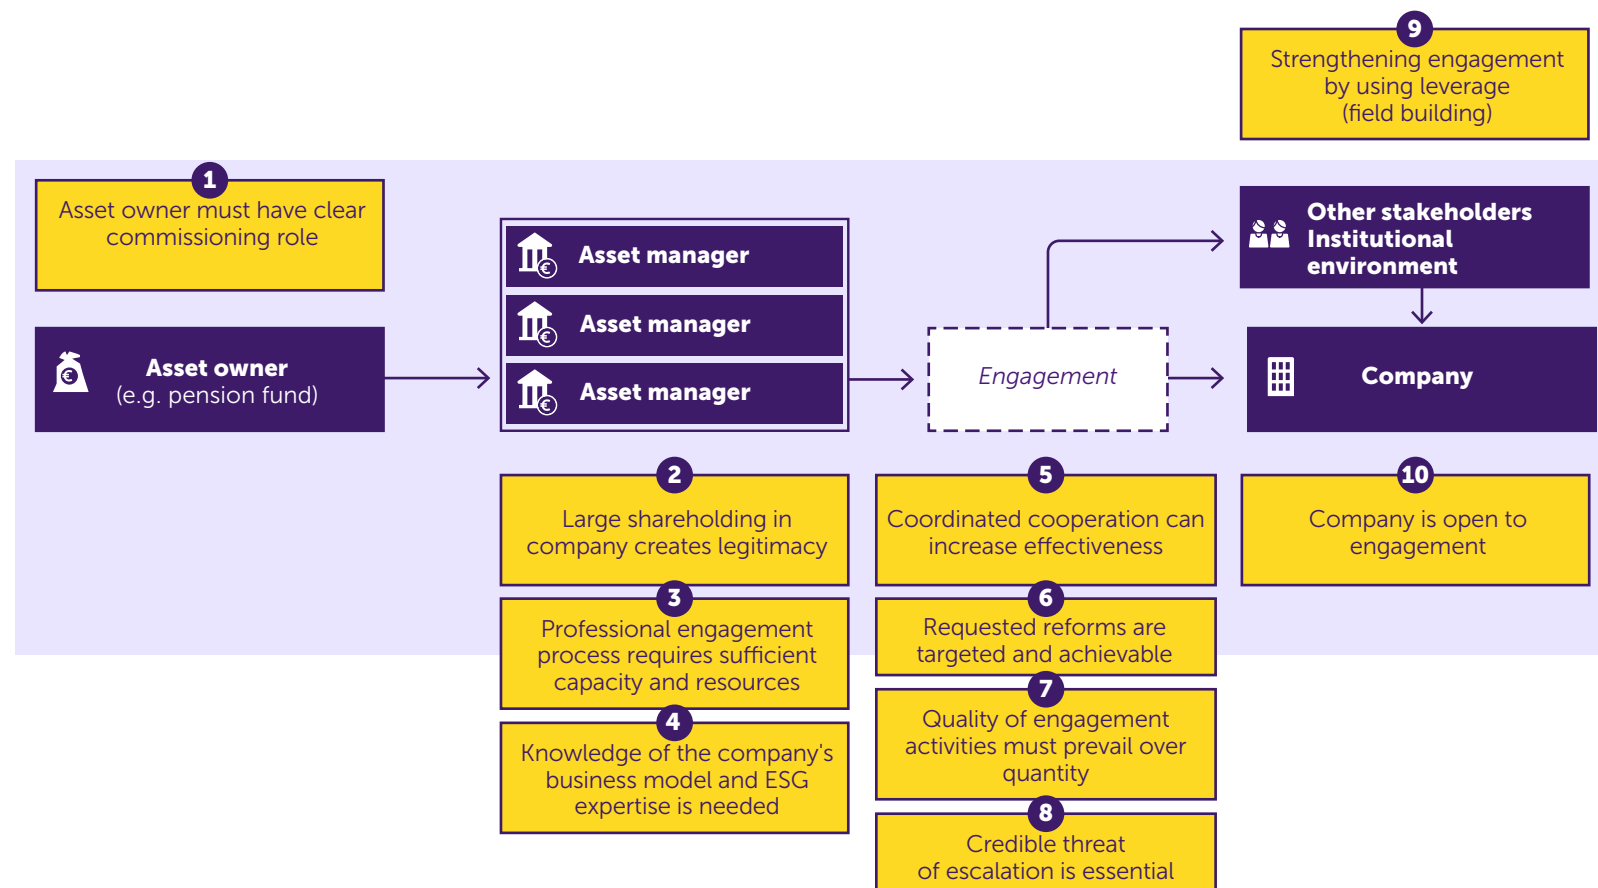 9
Strengthening engagement
by using leverage
(field building)
1
Asset owner must have clear
commissioning role
Asset owner
(e.g. pension fund)
Asset manager
Asset manager
Asset manager
2
Large shareholding in
company creates legitimacy
3
Professional engagement
process requires sufficient
capacity and resources
4
Knowledge of the company's
business model and ESG
expertise is needed
Engagement
5
Coordinated cooperation can
increase effectiveness
6
Requested reforms are
targeted and achievable
7
Quality of engagement
activities must prevail over
quantity
8
Credible threat
of escalation is essential
Other stakeholders
Institutional
environment
Company
10
Company is open to
engagement